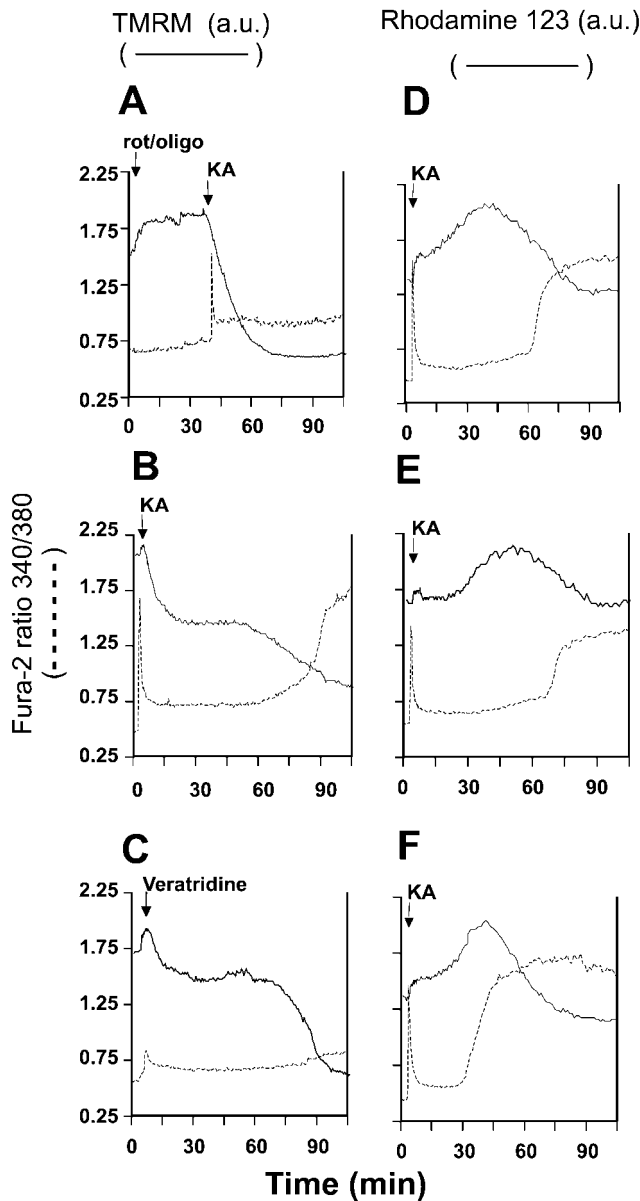 TMRM (a.u.)
( ——— )
Rhodamine 123 (a.u.)
( ——— )
A
rot/oligo
KA
2.25
1.75
1.25
0.75
0.25
0 30 60 90
D
KA
0 30 60 90
B
KA
2.25
1.75
1.25
0.75
0.25
0 30 60 90
E
KA
0 30 60 90
Fura-2 ratio 340/380
(------)
C
Veratridine
2.25
1.75
1.25
0.75
0.25
0 30 60 90
F
KA
0 30 60 90
Time (min)